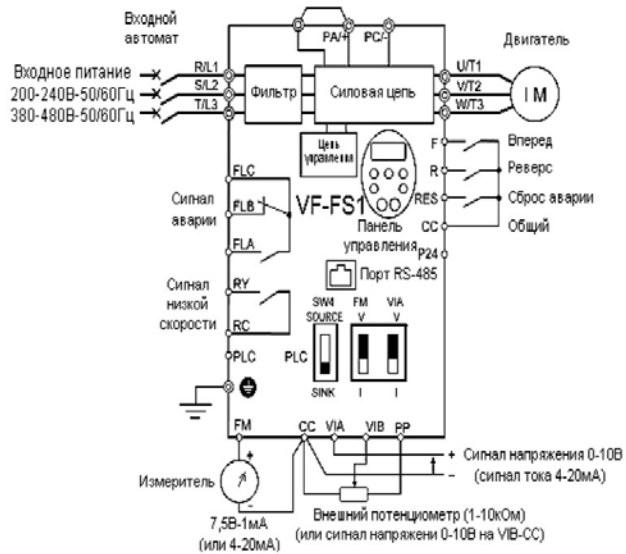 Входной
автомат
PA/+ PC/-
Двигатель
Входное питание
R/L1
U/T1
200-240В-50/60Гц
S/L2
Фильтр
Силовая цепь
V/T2
IM
380-480В-50/60Гц
T/L3
W/T3
Цепь
управления
F
Вперед
R
Реверс
RES
Сброс аварии
CC
Общий
P24
FLC
Сигнал
аварии
FLB
VF-FS1
FLA
Панель
управления
Порт RS-485
Сигнал
низкой
скорости
RY
RC
SW4
SOURCE
FM
V
VIA
V
PLC
PLC
SINK
I
I
FM
CC VIA VIB PP
+
+ Сигнал напряжения 0-10В
– (сигнал тока 4-20мА)
Измеритель
–
7,5В-1мА
(или 4-20мА)
Внешний потенциометр (1-10кОм)
(или сигнал напряжени 0-10В на VIB-CC)